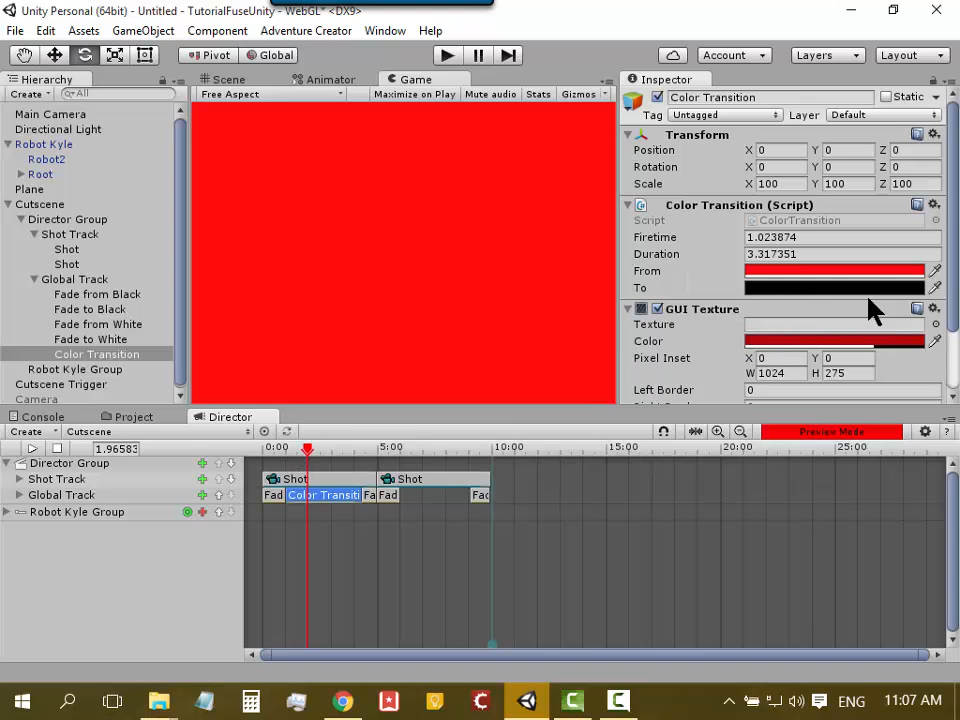 Unity Personal (64bit) - Untitled - TutorialFuseUnity - WebGL* <DX9>
File Edit Assets GameObject Component Adventure Creator Window Help
Pivot Global Account Layers Layout
Hierarchy Scene Animator Game Inspector
Create All Free Aspect Maximize on Play Mute audio Stats Gizmos Color Transition Static
Tag Untagged Layer Default
Main Camera
Directional Light
Robot Kyle
Robot2
Root
Plane
Cutscene
Director Group
Shot Track
Shot
Shot
Global Track
Fade from Black
Fade to Black
Fade from White
Fade to White
Color Transition
Robot Kyle Group
Cutscene Trigger
Camera
Transform
Position X 0 Y 0 Z 0
Rotation X 0 Y 0 Z 0
Scale X 100 Y 100 Z 100
Color Transition (Script)
Script ColorTransition
Firetime 1.023874
Duration 3.317351
From
To
GUI Texture
Texture
Color
Pixel Inset X 0 Y 0
W 1024 H 275
Left Border 0
Console Project Director
Create Cutscene Preview Mode ?
1.96583 0:00 5:00 10:00 15:00 20:00 25:00
Director Group
Shot Track Shot Shot
Global Track Fad Color Transiti Fa Fad Fad
Robot Kyle Group
ENG 11:07 AM